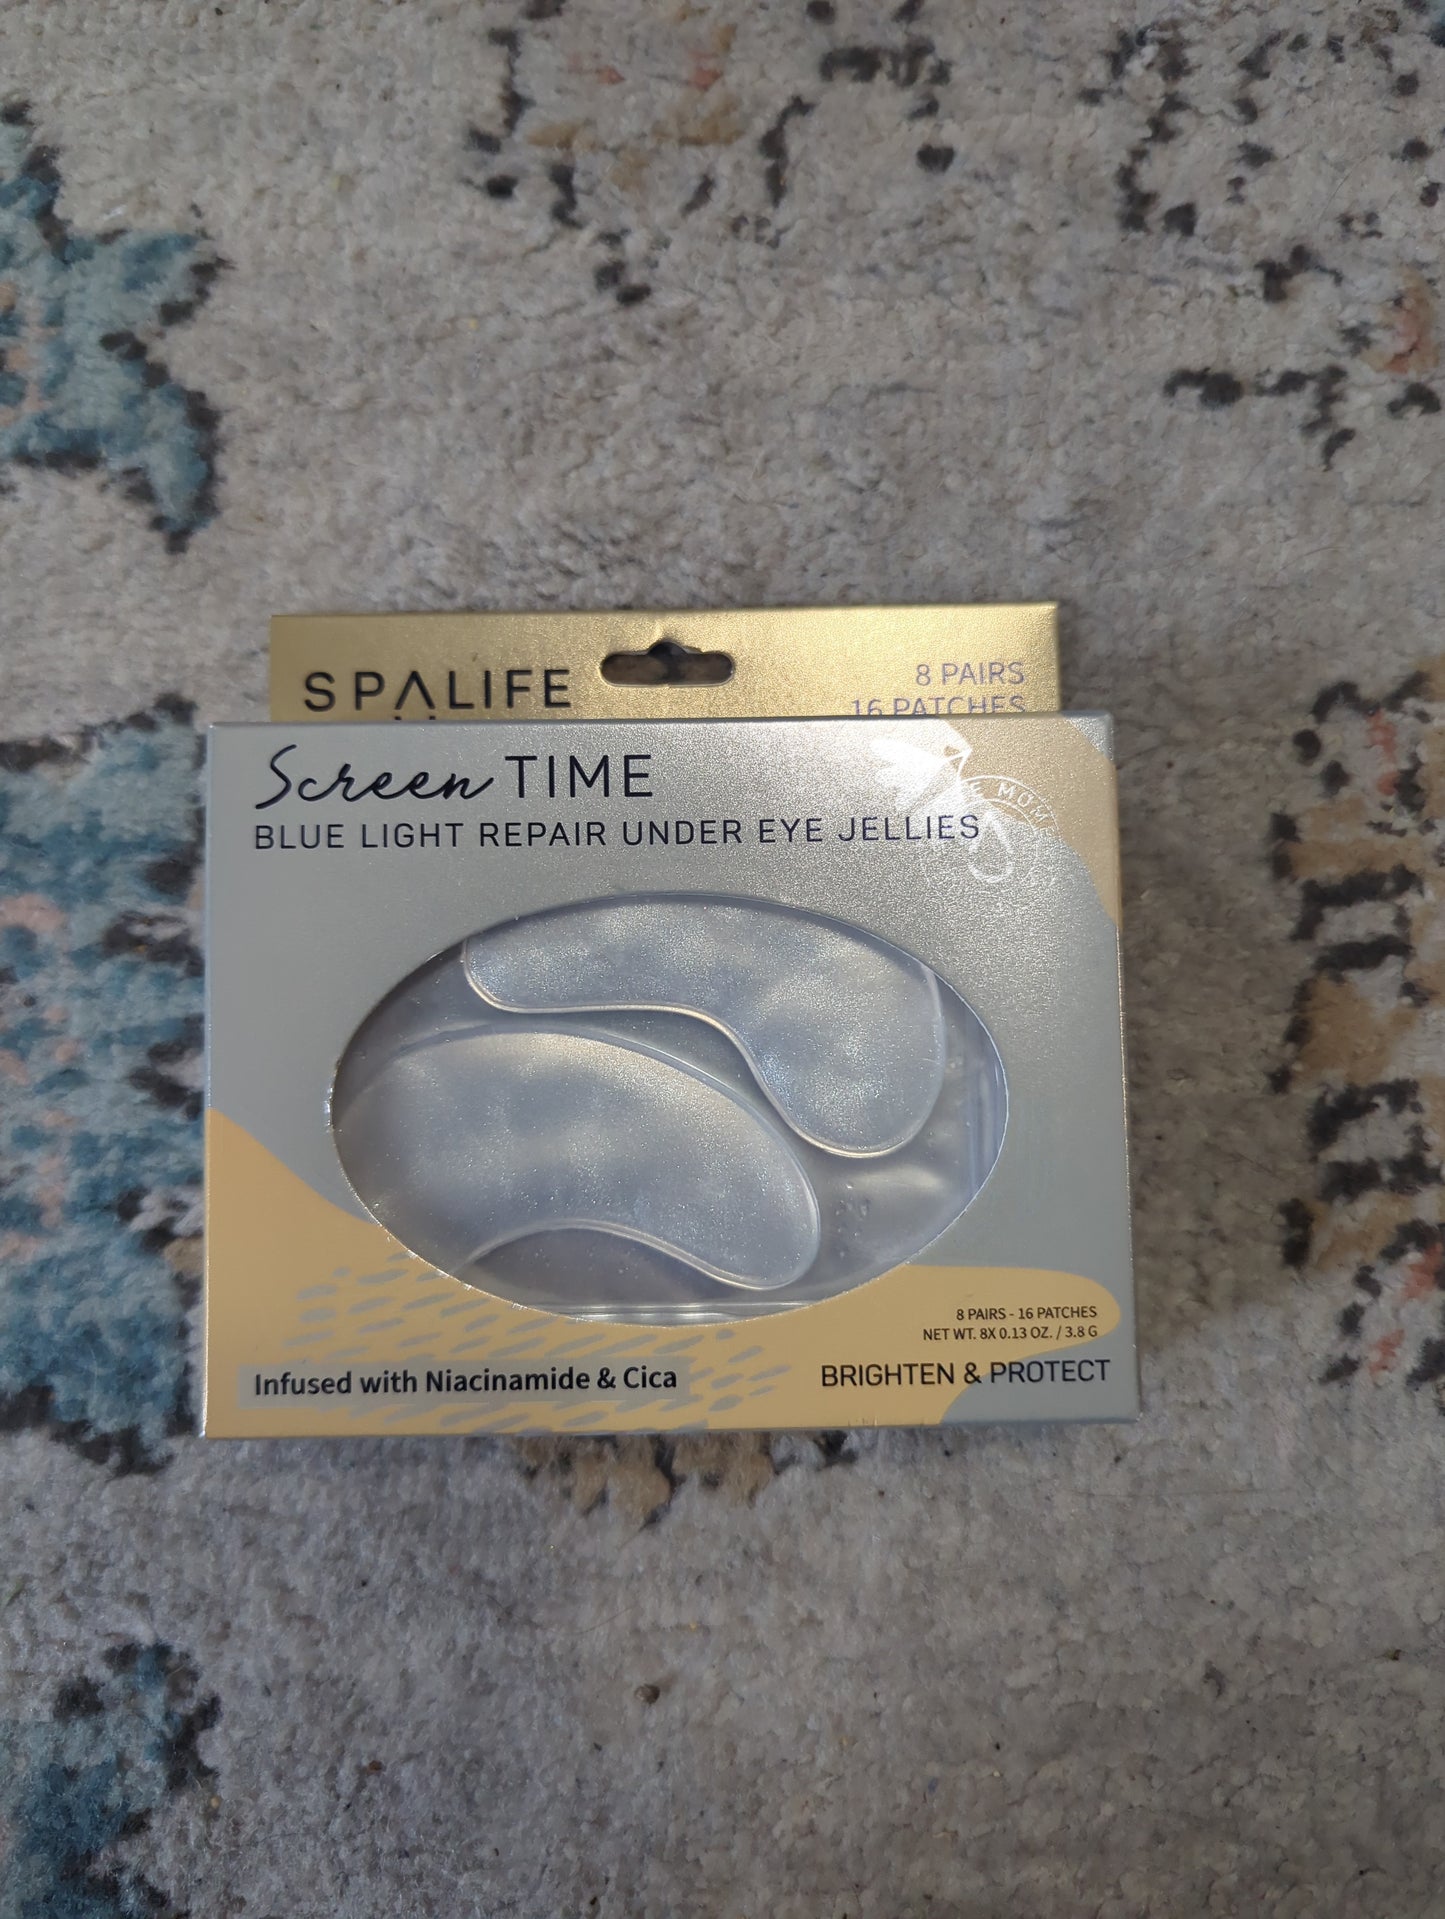 SPALIFE
8 PAIRS
16 PATCHES
Screen TIME
BLUE LIGHT REPAIR UNDER EYE JELLIES
8 PAIRS - 16 PATCHES
NET WT. 8X 0.13 OZ. / 3.8 G
Infused with Niacinamide & Cica
BRIGHTEN & PROTECT